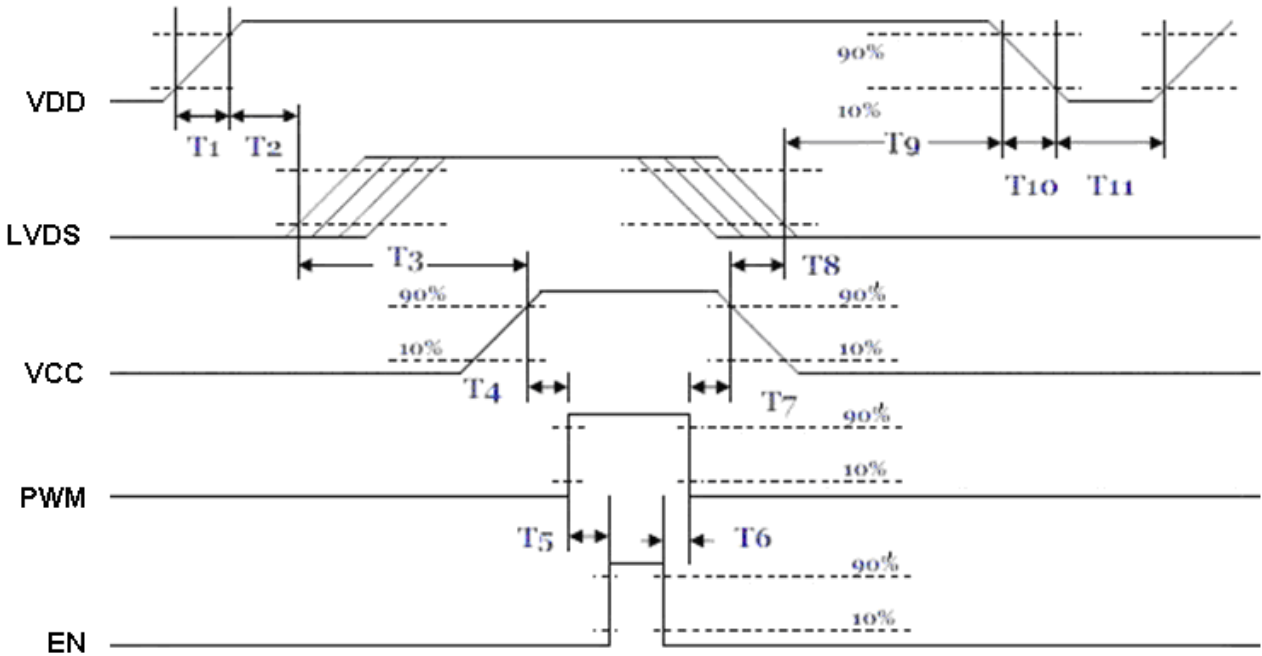 90%
VDD
10%
T1 T2
T9
T10 T11
LVDS
T3
T8
90% 90%
10% 10%
VCC
T4
T7
90%
10%
PWM
T5
T6
90%
10%
EN